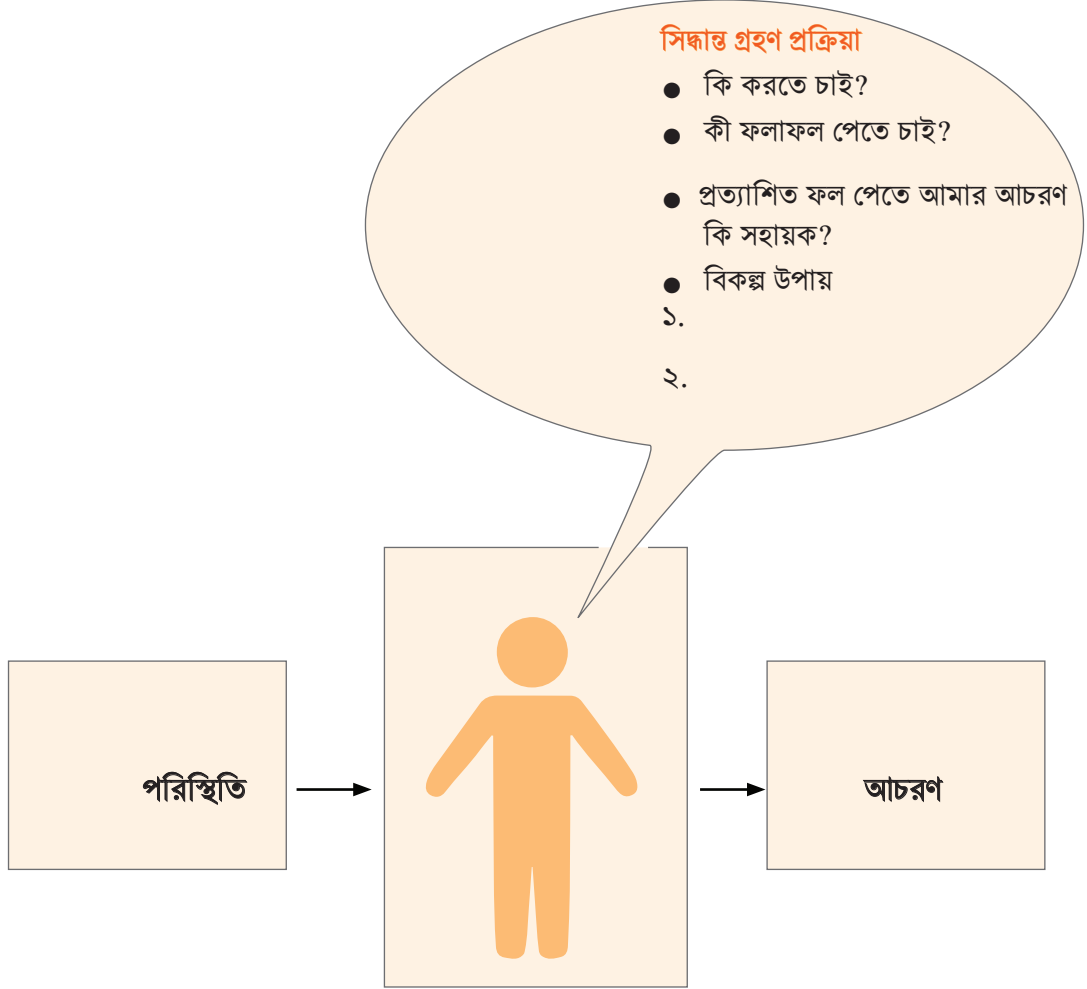 সিদ্ধান্ত গ্রহণ প্রক্রিয়া
● কি করতে চাই?
● কী ফলাফল পেতে চাই?
● প্রত্যাশিত ফল পেতে আমার আচরণ
কি সহায়ক?
● বিকল্প উপায়
১.
২.
পরিস্থিতি
আচরণ